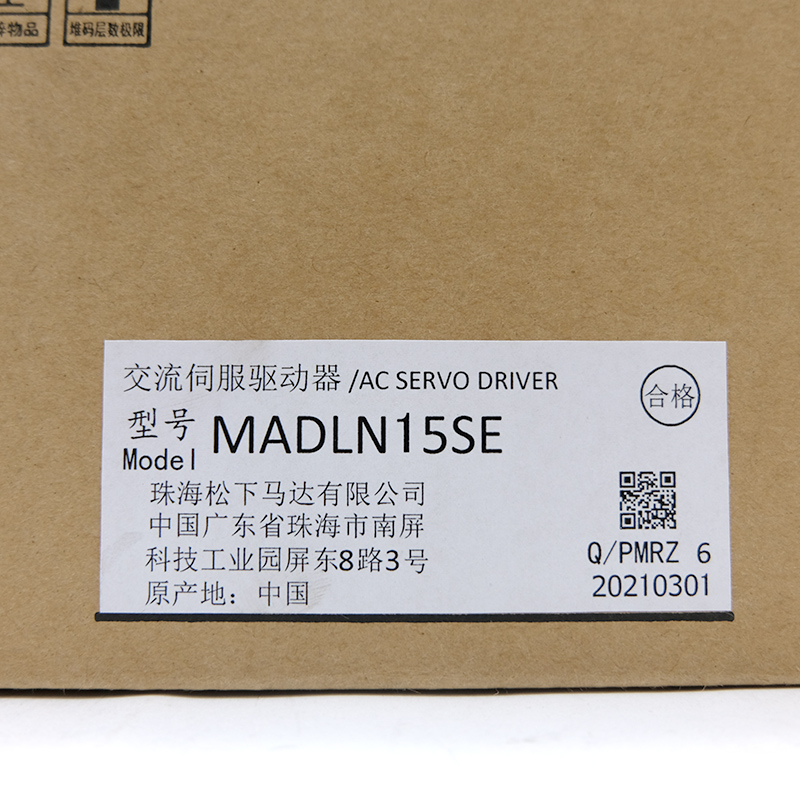 物品
堆码层数极限
交流伺服驱动器 /AC SERVO DRIVER
合格
型号
Model
MADLN15SE
珠海松下马达有限公司
中国广东省珠海市南屏
科技工业园屏东8路3号
原产地：中国
Q/PMRZ 6
20210301